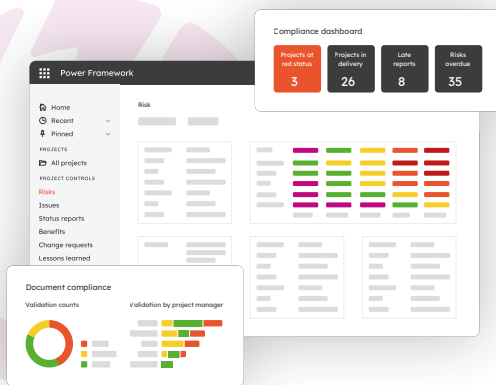 Compliance dashboard
Projects at
red status
3
Projects in
delivery
26
Late
reports
8
Risks
overdue
35
Power Framework
Home
Recent
Pinned
PROJECTS
All projects
PROJECT CONTROLS
Risks
Issues
Status reports
Benefits
Change requests
Lessons learned
Risk
Document compliance
Validation counts
Validation by project manager